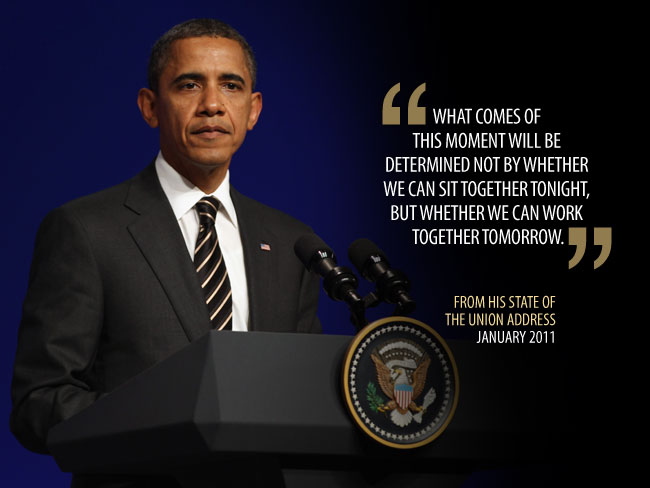 “ WHAT COMES OF
THIS MOMENT WILL BE
DETERMINED NOT BY WHETHER
WE CAN SIT TOGETHER TONIGHT,
BUT WHETHER WE CAN WORK
TOGETHER TOMORROW. ”
FROM HIS STATE OF
THE UNION ADDRESS
JANUARY 2011